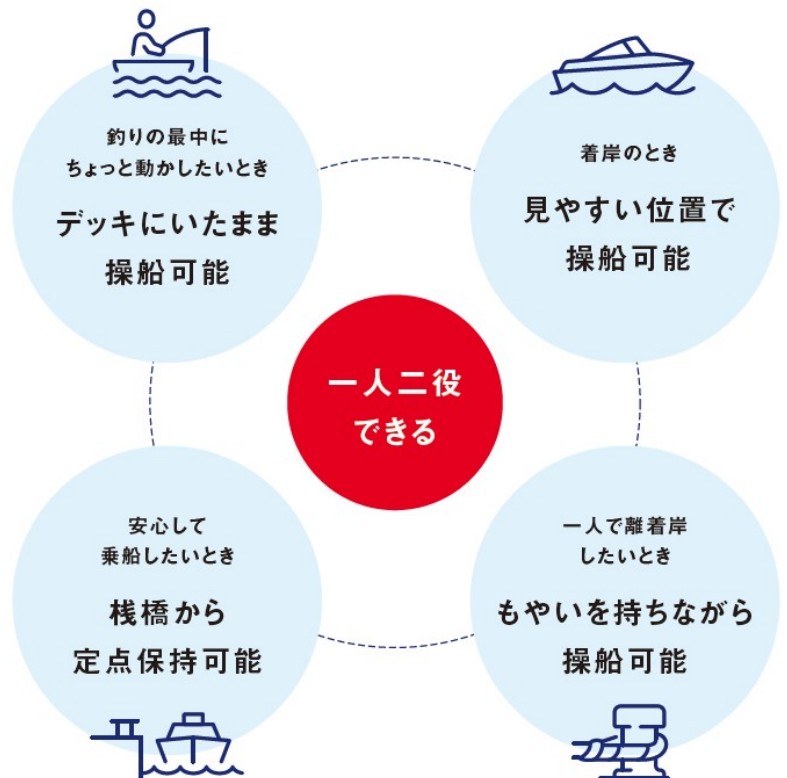 釣りの最中に
ちょっと動かしたいとき
デッキにいたまま
操船可能
着岸のとき
見やすい位置で
操船可能
一人二役
できる
安心して
乗船したいとき
桟橋から
定点保持可能
一人で離着岸
したいとき
もやいを持ちながら
操船可能